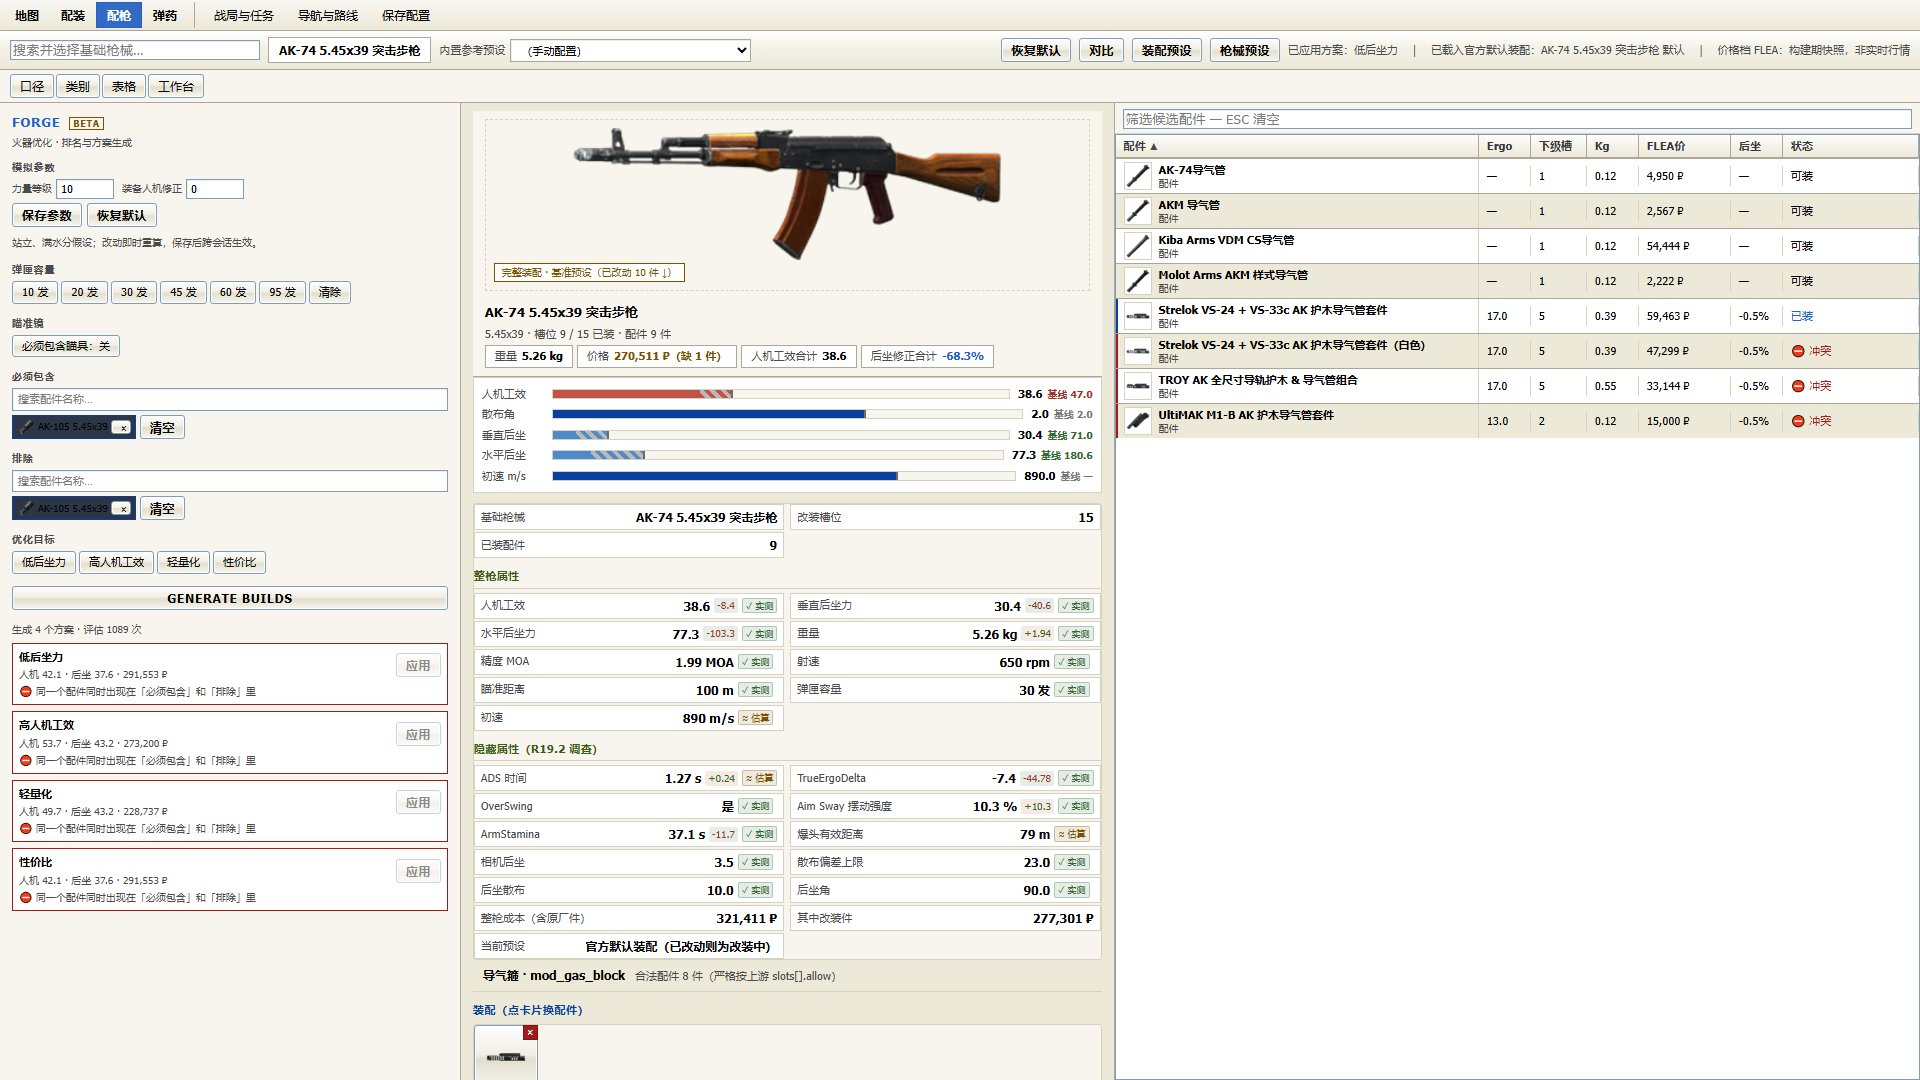 地图 配装 配枪 弹药 战局与任务 导航与路线 保存配置
搜索并选择基础枪械... AK-74 5.45x39 突击步枪 内置参考预设 （手动配置） 恢复默认 对比 装配预设 枪械预设 已应用方案：低后坐力 | 已载入官方默认装配：AK-74 5.45x39 突击步枪 默认 | 价格档 FLEA：构建期快照，非实时行情
口径 类别 表格 工作台
FORGE BETA
火器优化 · 排名与方案生成
模拟参数
力量等级 10 装备人机修正 0
保存参数 恢复默认
站立、满水分假设；改动即时重算，保存后跨会话生效。
弹匣容量
10 发 20 发 30 发 45 发 60 发 95 发 清除
瞄准镜
必须包含瞄具：关
必须包含
搜索配件名称...
AK-105 5.45x39 × 清空
排除
搜索配件名称...
AK-105 5.45x39 × 清空
优化目标
低后坐力 高人机工效 轻量化 性价比
GENERATE BUILDS
生成 4 个方案 · 评估 1089 次
低后坐力
人机 42.1 · 后坐 37.6 · 291,553 ₽
同一个配件同时出现在「必须包含」和「排除」里
应用
高人机工效
人机 53.7 · 后坐 43.2 · 273,200 ₽
同一个配件同时出现在「必须包含」和「排除」里
应用
轻量化
人机 49.7 · 后坐 43.2 · 228,737 ₽
同一个配件同时出现在「必须包含」和「排除」里
应用
性价比
人机 42.1 · 后坐 37.6 · 291,553 ₽
同一个配件同时出现在「必须包含」和「排除」里
应用
完整装配 · 基准预设（已改动 10 件 ↓）
AK-74 5.45x39 突击步枪
5.45x39 · 槽位 9 / 15 已装 · 配件 9 件
重量 5.26 kg 价格 270,511 ₽ (缺 1 件) 人机工效合计 38.6 后坐修正合计 -68.3%
人机工效 38.6 基线 47.0
散布角 2.0 基线 2.0
垂直后坐 30.4 基线 71.0
水平后坐 77.3 基线 180.6
初速 m/s 890.0 基线 —
基础枪械 AK-74 5.45x39 突击步枪 改装槽位 15
已装配件 9
整枪属性
人机工效 38.6 -8.4 ✓ 实测 垂直后坐力 30.4 -40.6 ✓ 实测
水平后坐力 77.3 -103.3 ✓ 实测 重量 5.26 kg +1.94 ✓ 实测
精度 MOA 1.99 MOA ✓ 实测 射速 650 rpm ✓ 实测
瞄准距离 100 m ✓ 实测 弹匣容量 30 发 ✓ 实测
初速 890 m/s ≈ 估算
隐藏属性（R19.2 调查）
ADS 时间 1.27 s +0.24 ≈ 估算 TrueErgoDelta -7.4 -44.78 ✓ 实测
OverSwing 是 ✓ 实测 Aim Sway 摆动强度 10.3 % +10.3 ✓ 实测
ArmStamina 37.1 s -11.7 ✓ 实测 爆头有效距离 79 m ≈ 估算
相机后坐 3.5 ✓ 实测 散布偏差上限 23.0 ✓ 实测
后坐散布 10.0 ✓ 实测 后坐角 90.0 ✓ 实测
整枪成本（含原厂件） 321,411 ₽ 其中改装件 277,301 ₽
当前预设 官方默认装配（已改动则为改装中）
导气箍 · mod_gas_block 合法配件 8 件（严格按上游 slots[].allow）
装配（点卡片换配件）
×
筛选候选配件 — ESC 清空
配件 ▲ Ergo 下级槽 Kg FLEA价 后坐 状态
AK-74导气管 — 1 0.12 4,950 ₽ — 可装
配件
AKM 导气管 — 1 0.12 2,567 ₽ — 可装
配件
Kiba Arms VDM CS导气管 — 1 0.12 54,444 ₽ — 可装
配件
Molot Arms AKM 样式导气管 — 1 0.12 2,222 ₽ — 可装
配件
Strelok VS-24 + VS-33c AK 护木导气管套件 17.0 5 0.39 59,463 ₽ -0.5% 已装
配件
Strelok VS-24 + VS-33c AK 护木导气管套件（白色） 17.0 5 0.39 47,299 ₽ -0.5% 冲突
配件
TROY AK 全尺寸导轨护木 & 导气管组合 17.0 5 0.55 33,144 ₽ -0.5% 冲突
配件
UltiMAK M1-B AK 护木导气管套件 13.0 2 0.12 15,000 ₽ -0.5% 冲突
配件